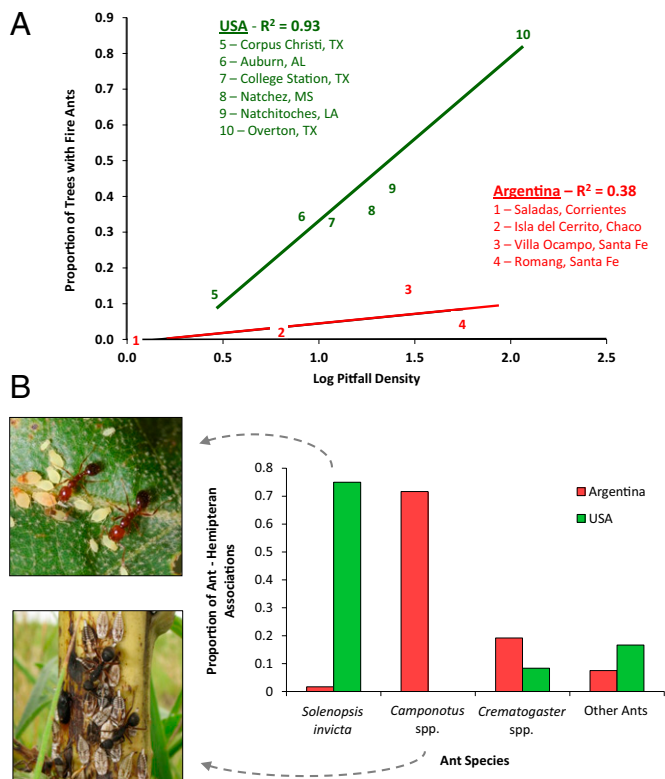 A
USA - R² = 0.93
5 – Corpus Christi, TX
6 – Auburn, AL
7 – College Station, TX
8 – Natchez, MS
9 – Natchitoches, LA
10 – Overton, TX
Argentina – R² = 0.38
1 – Saladas, Corrientes
2 – Isla del Cerrito, Chaco
3 – Villa Ocampo, Santa Fe
4 – Romang, Santa Fe
Proportion of Trees with Fire Ants
0.9
0.8
0.7
0.6
0.5
0.4
0.3
0.2
0.1
0.0
10
9
8
7
6
5
3
4
2
1
0.0 0.5 1.0 1.5 2.0 2.5
Log Pitfall Density
B
Proportion of Ant - Hemipteran
Associations
0.8
0.7
0.6
0.5
0.4
0.3
0.2
0.1
0
Argentina
USA
Solenopsis Camponotus Crematogaster Other Ants
invicta spp. spp.
Ant Species